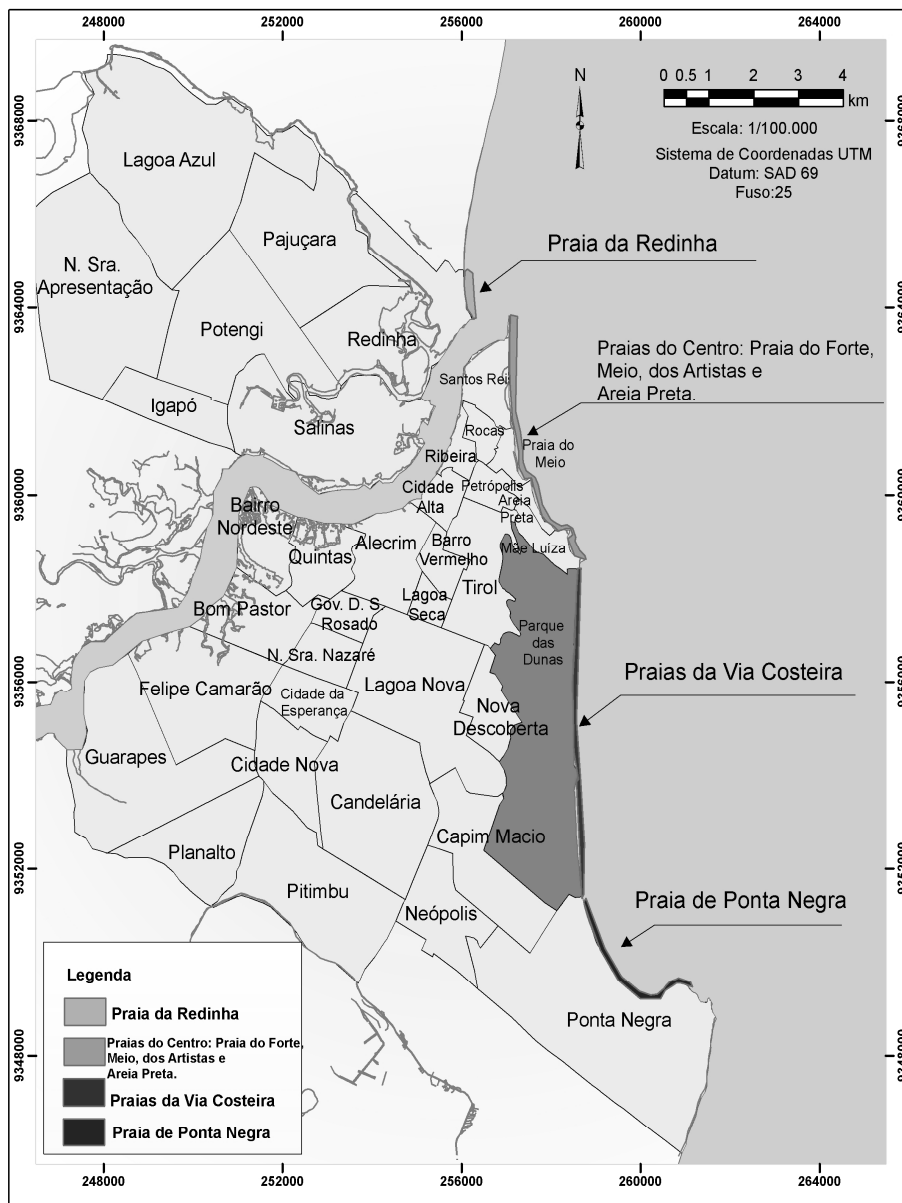 248000 252000 256000 260000 264000
9368000
9368000
N
0 0.5 1 2 3 4
km
Escala: 1/100.000
Sistema de Coordenadas UTM
Datum: SAD 69
Fuso:25
Lagoa Azul
Pajuçara
Praia da Redinha
N. Sra.
Apresentação
9364000
9364000
Potengi
Redinha
Praias do Centro: Praia do Forte,
Meio, dos Artistas e
Areia Preta.
Santos Reis
Igapó
Salinas
Rocas
Praia do
Meio
Ribeira
9360000
9360000
Petrópolis
Cidade
Alta
Areia
Preta
Bairro
Nordeste
Quintas
Alecrim
Barro
Vermelho
Mãe Luíza
Tirol
Lagoa
Seca
Bom Pastor
Gov. D. S.
Rosado
Parque
das
Dunas
N. Sra. Nazaré
9356000
9356000
Felipe Camarão
Cidade da
Esperança
Lagoa Nova
Praias da Via Costeira
Nova
Descoberta
Guarapes
Cidade Nova
Candelária
Capim Macio
Planalto
9352000
9352000
Pitimbu
Neópolis
Praia de Ponta Negra
Ponta Negra
Legenda
Praia da Redinha
Praias do Centro: Praia do Forte,
Meio, dos Artistas e
Areia Preta.
Praias da Via Costeira
Praia de Ponta Negra
9348000
9348000
248000 252000 256000 260000 264000